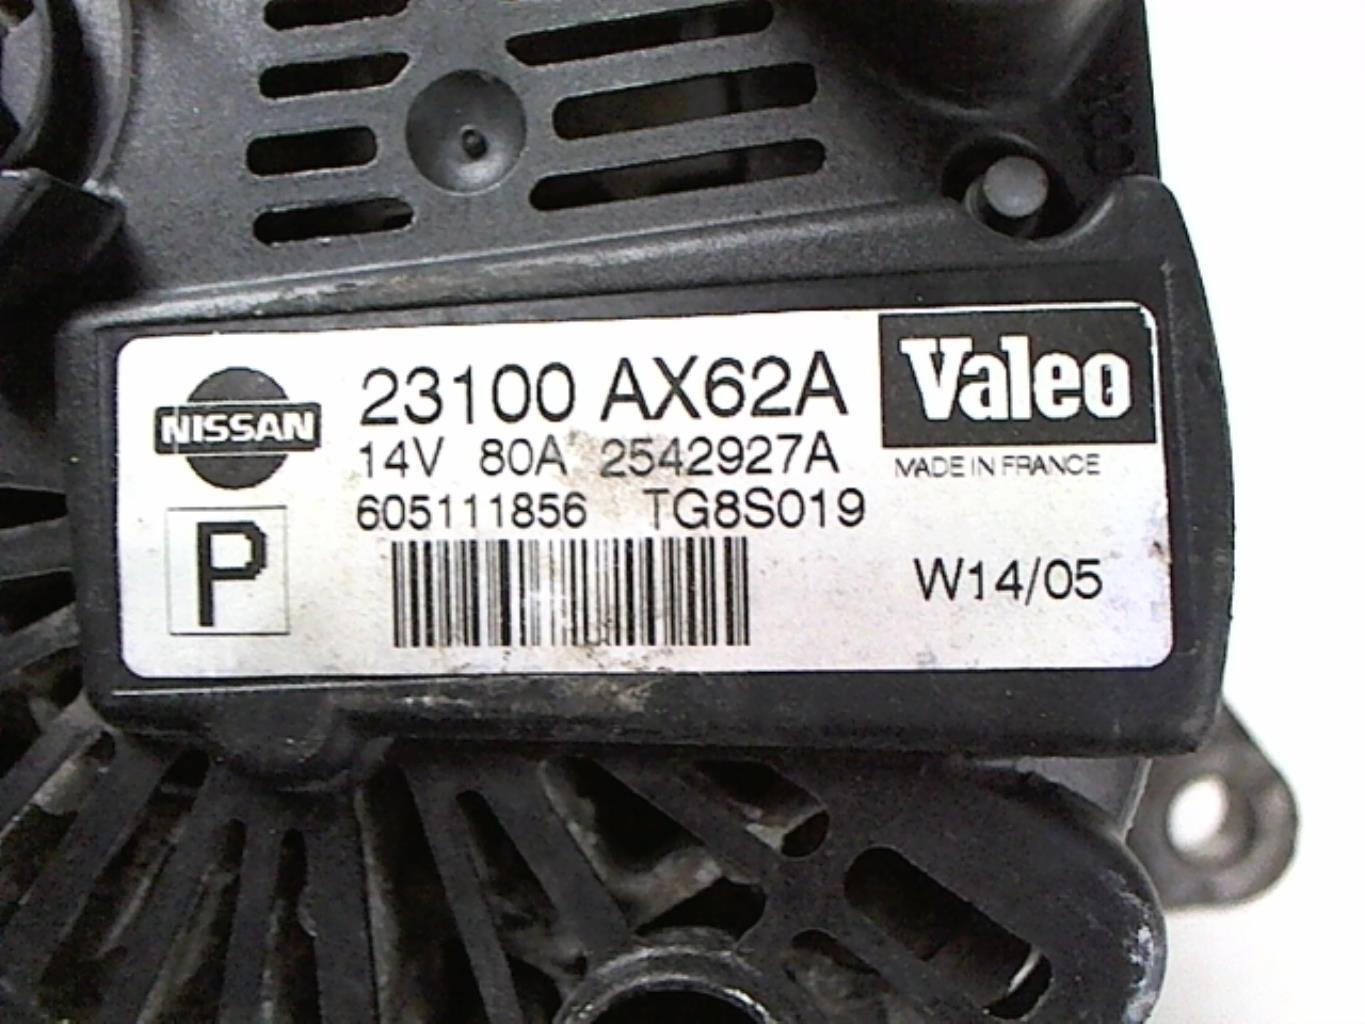 NISSAN
23100 AX62A
Valeo
14V 80A 2542927A
MADE IN FRANCE
605111856 TG8S019
P
W14/05